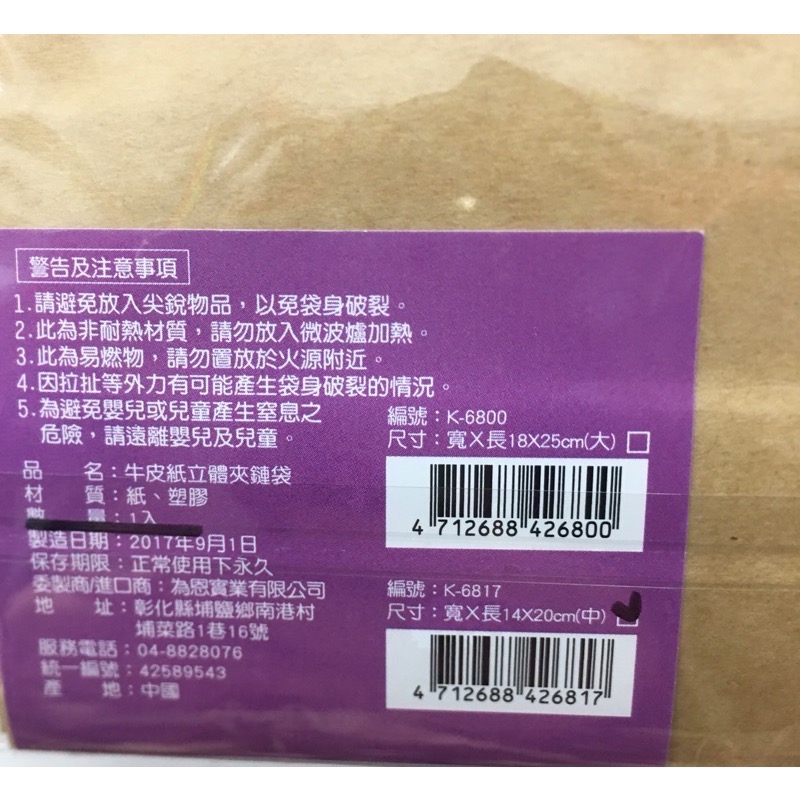 警告及注意事項
1.請避免放入尖銳物品，以免袋身破裂。
2.此為非耐熱材質，請勿放入微波爐加熱。
3.此為易燃物，請勿置放於火源附近。
4.因拉扯等外力有可能產生袋身破裂的情況。
5.為避免嬰兒或兒童產生窒息之
危險，請遠離嬰兒及兒童。
品　　名：牛皮紙立體夾鏈袋
材　　質：紙、塑膠
數　　量：1入
製造日期：2017年9月1日
保存期限：正常使用下永久
委製商/進口商：為恩實業有限公司
地　　址：彰化縣埔鹽鄉南港村
埔菜路1巷16號
服務電話：04-8828076
統一編號：42589543
產　　地：中國
編號：K-6800
尺寸：寬X長18X25cm(大)
4 712688 426800
編號：K-6817
尺寸：寬X長14X20cm(中)
4 712688 426817